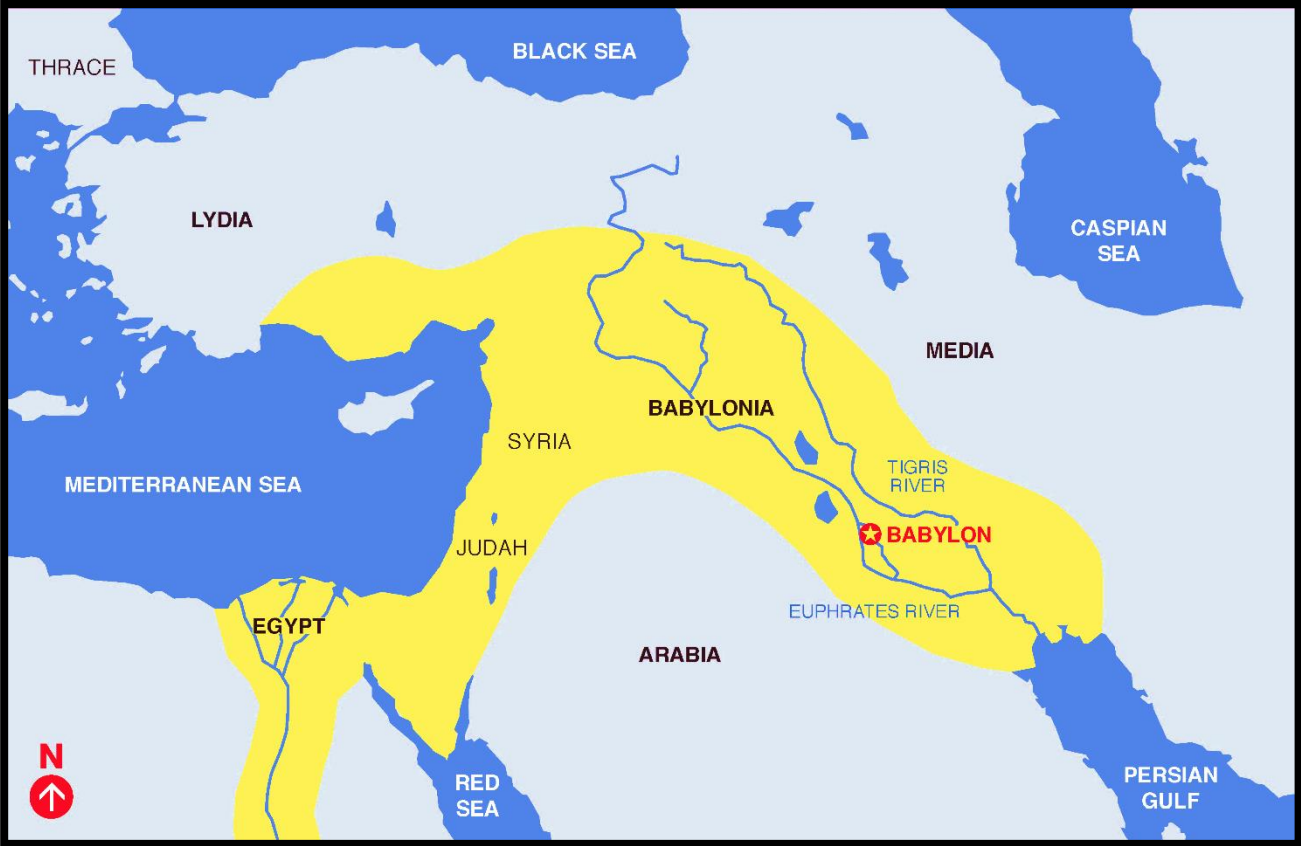 BLACK SEA
THRACE
LYDIA
CASPIAN
SEA
MEDIA
BABYLONIA
SYRIA
TIGRIS
RIVER
MEDITERRANEAN SEA
BABYLON
JUDAH
EUPHRATES RIVER
EGYPT
ARABIA
N
RED
SEA
PERSIAN
GULF